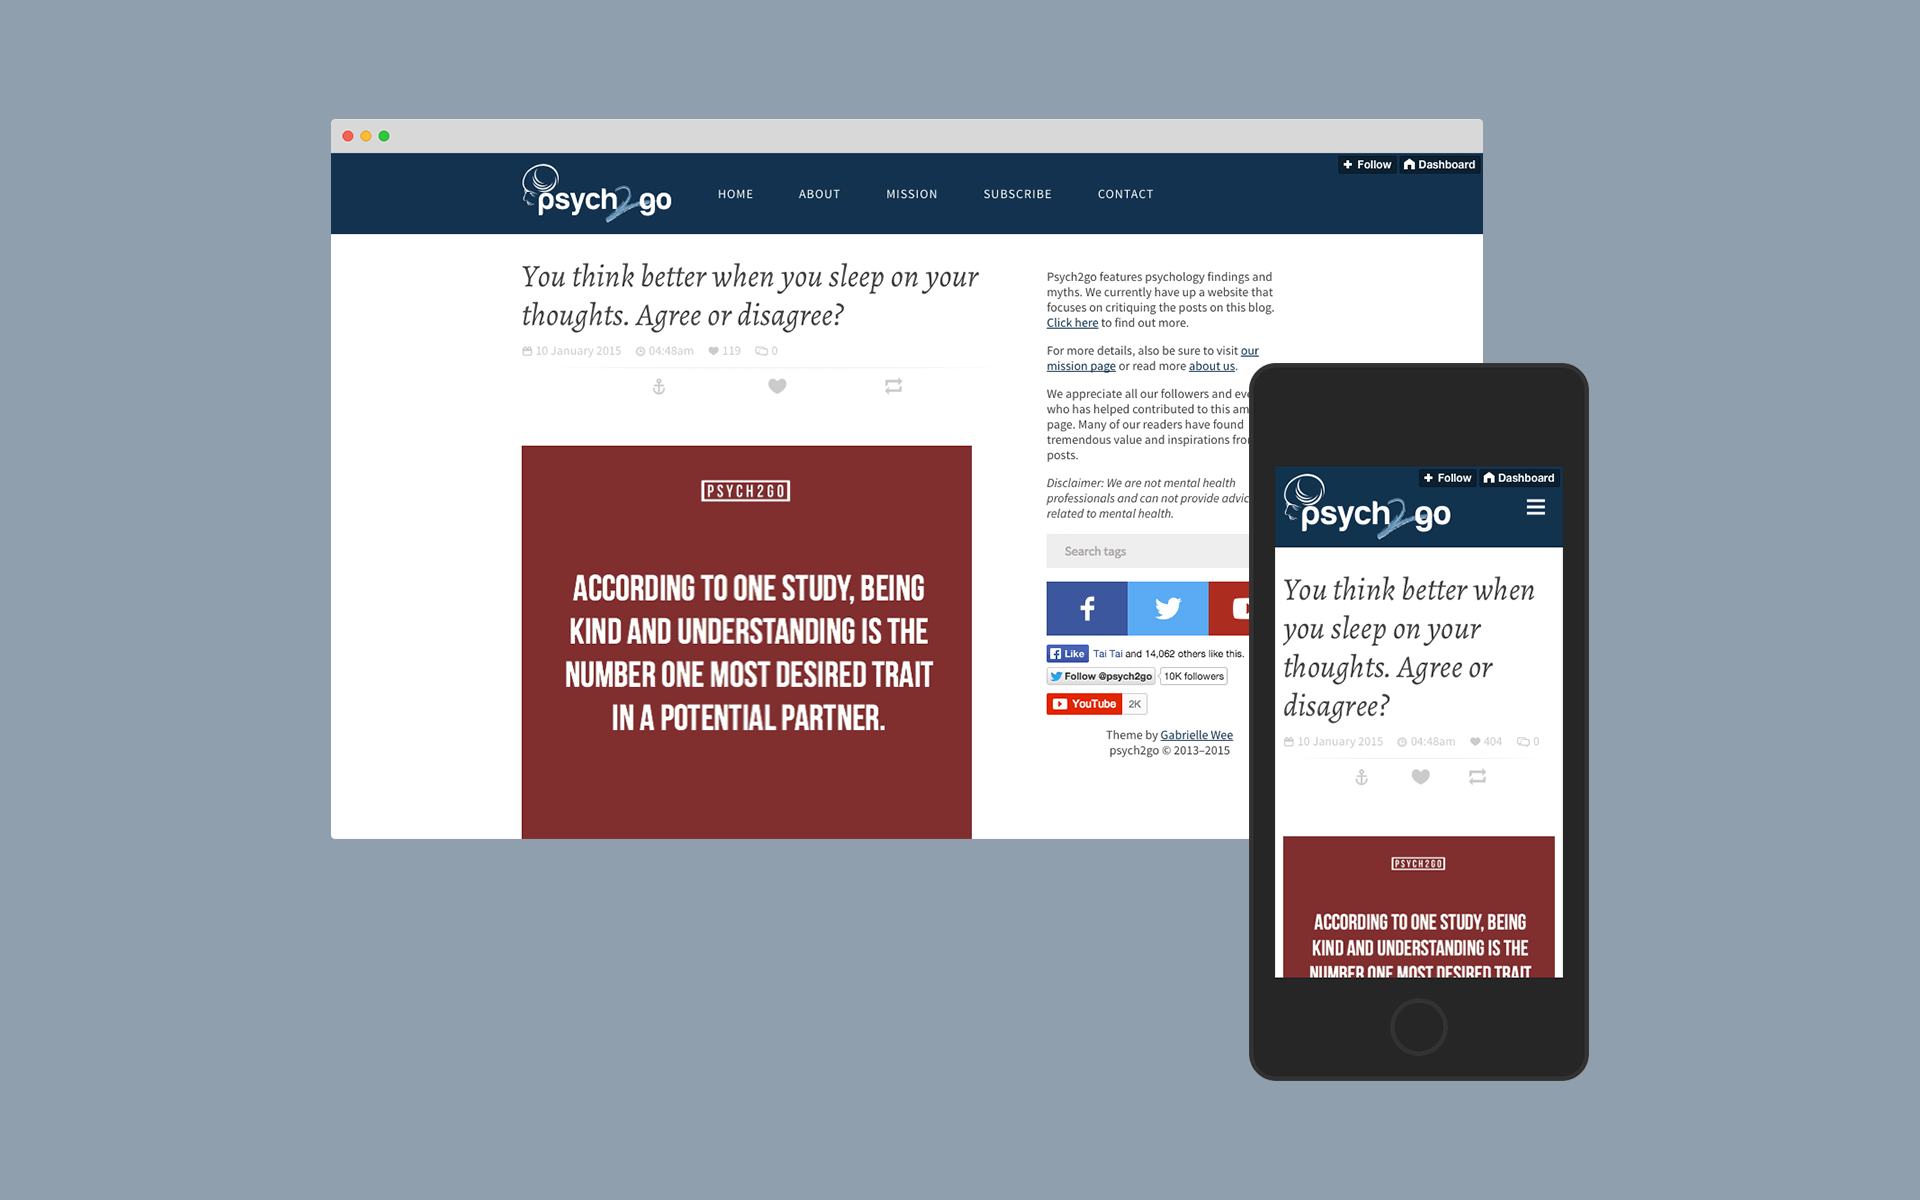 Follow
Dashboard
psych2go
HOME
ABOUT
MISSION
SUBSCRIBE
CONTACT
You think better when you sleep on your
thoughts. Agree or disagree?
10 January 2015
04:48am
119
0
PSYCH2GO
ACCORDING TO ONE STUDY, BEING
KIND AND UNDERSTANDING IS THE
NUMBER ONE MOST DESIRED TRAIT
IN A POTENTIAL PARTNER.
Psych2go features psychology findings and
myths. We currently have up a website that
focuses on critiquing the posts on this blog.
Click here to find out more.
For more details, also be sure to visit our
mission page or read more about us.
We appreciate all our followers and
who has helped contributed to this
page. Many of our readers have found
tremendous value and inspirations
posts.
Disclaimer: We are not mental health
professionals and can not provide
related to mental health.
Search tags
Like
Tai Tai and 14,062 others like this.
Follow @psych2go
10K followers
YouTube
2K
Theme by Gabrielle Wee
psych2go © 2013–2015
Follow
Dashboard
psych2go
You think better when
you sleep on your
thoughts. Agree or
disagree?
10 January 2015
04:48am
404
0
PSYCH2GO
ACCORDING TO ONE STUDY, BEING
KIND AND UNDERSTANDING IS THE
NUMBER ONE MOST DESIRED TRAIT